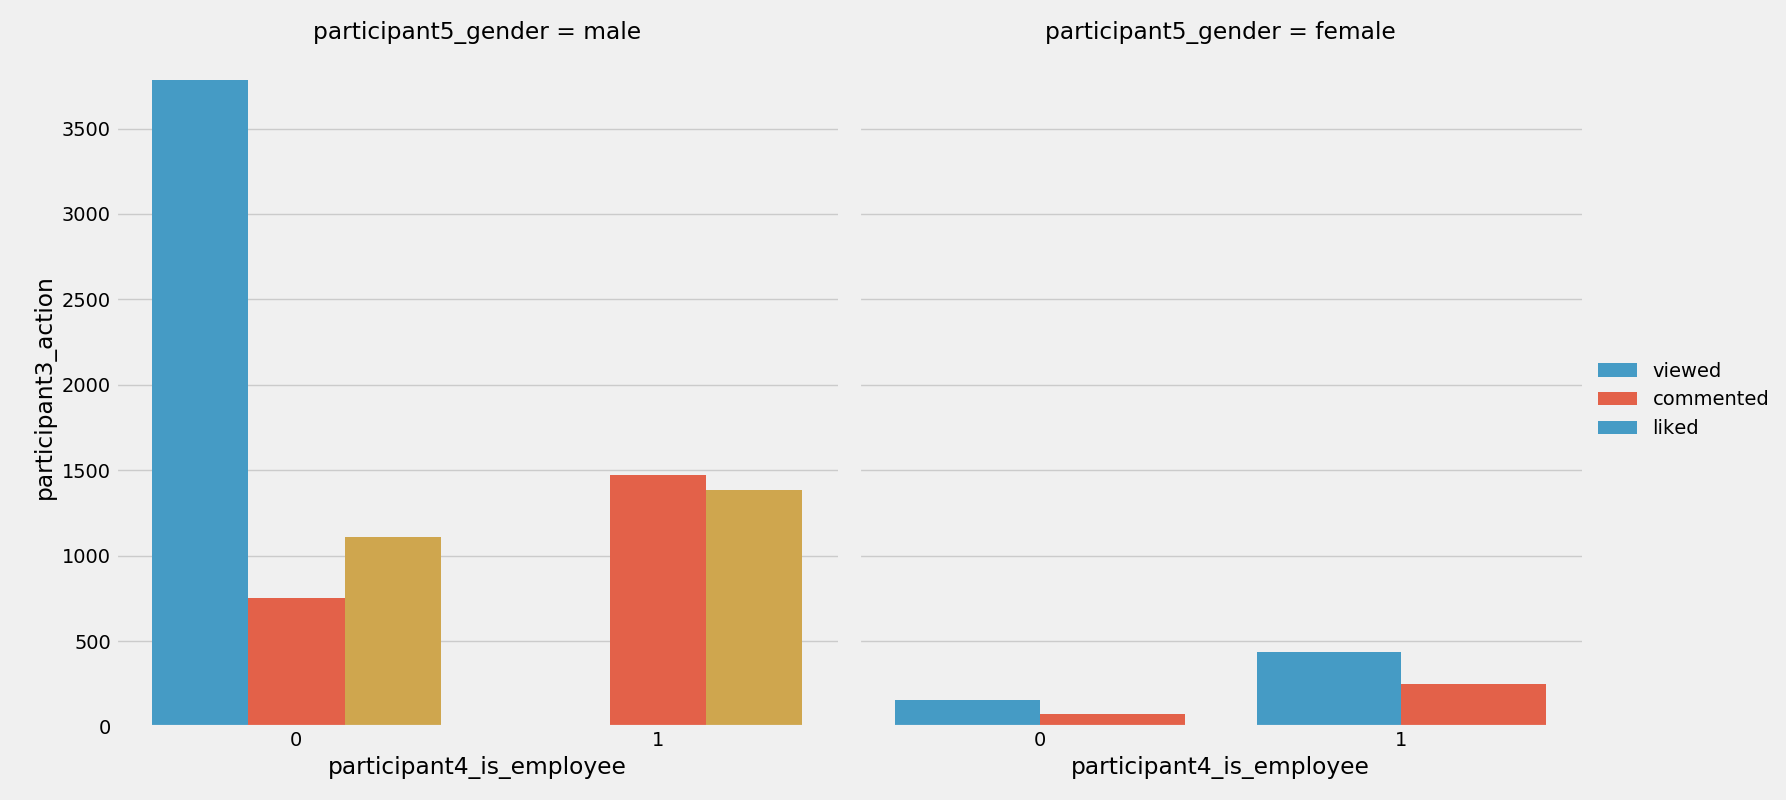 participant5_gender = male
participant5_gender = female
participant3_action
3500
3000
2500
2000
1500
1000
500
0
0 1
0 1
participant4_is_employee
participant4_is_employee
viewed
commented
liked